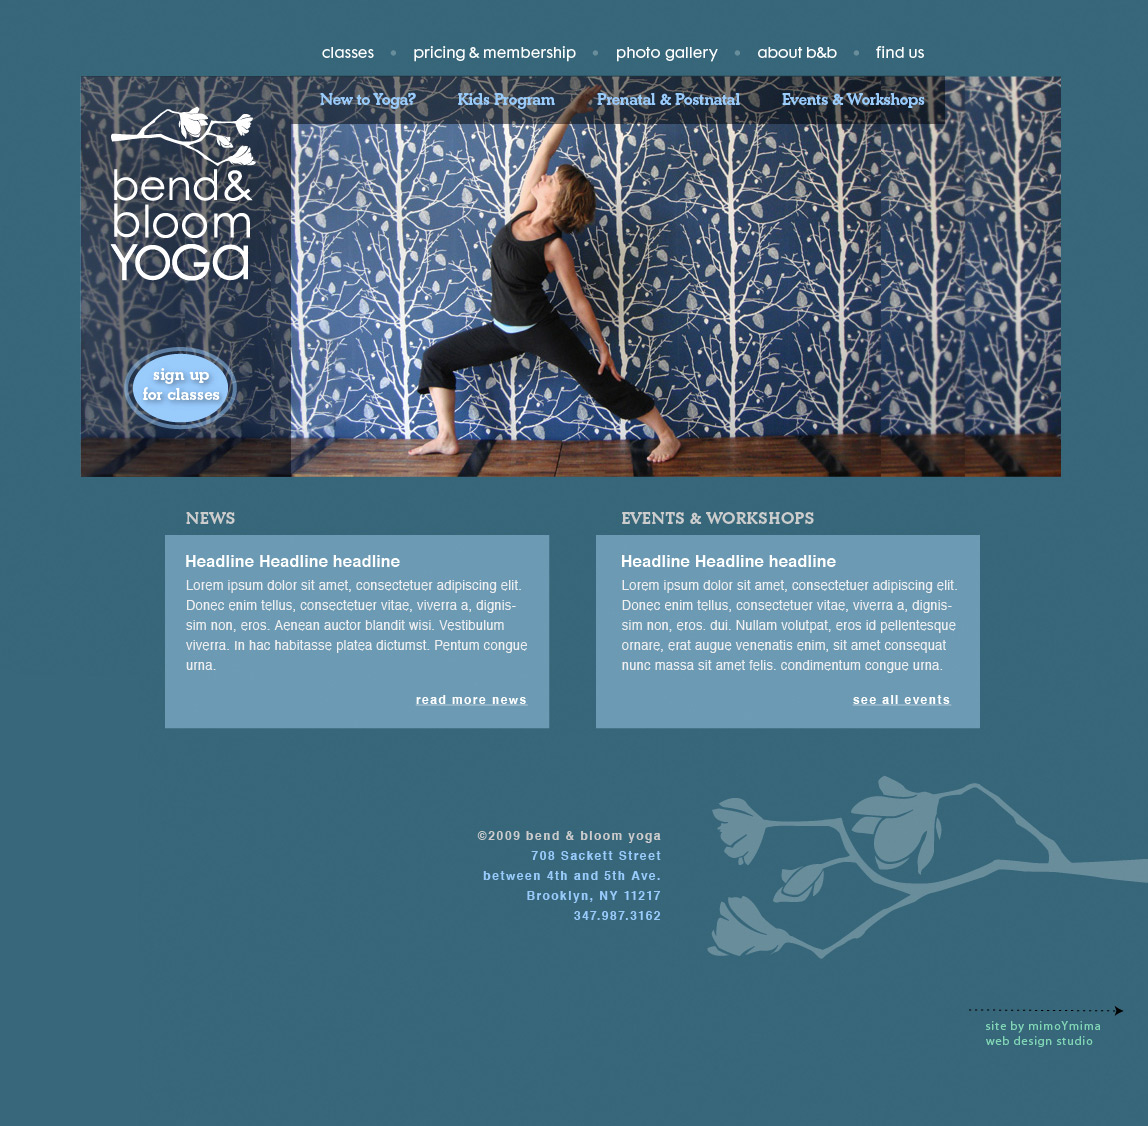 classes • pricing & membership • photo gallery • about b&b • find us
New to Yoga? Kids Program Prenatal & Postnatal Events & Workshops
bend &
bloom
YOGa
sign up
for classes
NEWS
Headline Headline headline
Lorem ipsum dolor sit amet, consectetuer adipiscing elit.
Donec enim tellus, consectetuer vitae, viverra a, dignis-
sim non, eros. Aenean auctor blandit wisi. Vestibulum
viverra. In hac habitasse platea dictumst. Pentum congue
urna.
read more news
EVENTS & WORKSHOPS
Headline Headline headline
Lorem ipsum dolor sit amet, consectetuer adipiscing elit.
Donec enim tellus, consectetuer vitae, viverra a, dignis-
sim non, eros. dui. Nullam volutpat, eros id pellentesque
ornare, erat augue venenatis enim, sit amet consequat
nunc massa sit amet felis. condimentum congue urna.
see all events
©2009 bend & bloom yoga
708 Sackett Street
between 4th and 5th Ave.
Brooklyn, NY 11217
347.987.3162
site by mimoYmima
web design studio